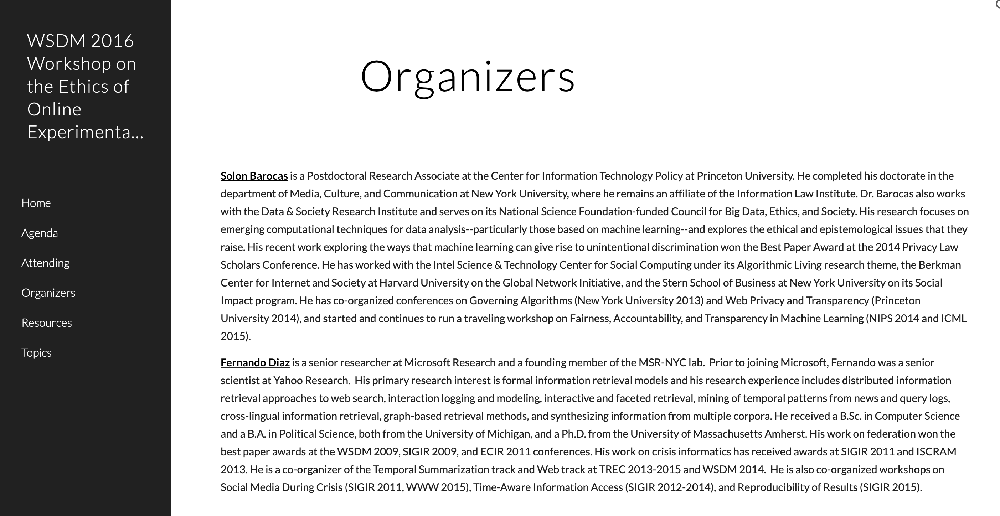 WSDM 2016
Workshop on
the Ethics of
Online
Experimenta...
Home
Agenda
Attending
Organizers
Resources
Topics
Organizers
Solon Barocas is a Postdoctoral Research Associate at the Center for Information Technology Policy at Princeton University. He completed his doctorate in the
department of Media, Culture, and Communication at New York University, where he remains an affiliate of the Information Law Institute. Dr. Barocas also works
with the Data & Society Research Institute and serves on its National Science Foundation-funded Council for Big Data, Ethics, and Society. His research focuses on
emerging computational techniques for data analysis--particularly those based on machine learning--and explores the ethical and epistemological issues that they
raise. His recent work exploring the ways that machine learning can give rise to unintentional discrimination won the Best Paper Award at the 2014 Privacy Law
Scholars Conference. He has worked with the Intel Science & Technology Center for Social Computing under its Algorithmic Living research theme, the Berkman
Center for Internet and Society at Harvard University on the Global Network Initiative, and the Stern School of Business at New York University on its Social
Impact program. He has co-organized conferences on Governing Algorithms (New York University 2013) and Web Privacy and Transparency (Princeton
University 2014), and started and continues to run a traveling workshop on Fairness, Accountability, and Transparency in Machine Learning (NIPS 2014 and ICML
2015).
Fernando Diaz is a senior researcher at Microsoft Research and a founding member of the MSR-NYC lab.  Prior to joining Microsoft, Fernando was a senior
scientist at Yahoo Research.  His primary research interest is formal information retrieval models and his research experience includes distributed information
retrieval approaches to web search, interaction logging and modeling, interactive and faceted retrieval, mining of temporal patterns from news and query logs,
cross-lingual information retrieval, graph-based retrieval methods, and synthesizing information from multiple corpora. He received a B.Sc. in Computer Science
and a B.A. in Political Science, both from the University of Michigan, and a Ph.D. from the University of Massachusetts Amherst. His work on federation won the
best paper awards at the WSDM 2009, SIGIR 2009, and ECIR 2011 conferences. His work on crisis informatics has received awards at SIGIR 2011 and ISCRAM
2013. He is a co-organizer of the Temporal Summarization track and Web track at TREC 2013-2015 and WSDM 2014.  He is also co-organized workshops on
Social Media During Crisis (SIGIR 2011, WWW 2015), Time-Aware Information Access (SIGIR 2012-2014), and Reproducibility of Results (SIGIR 2015).